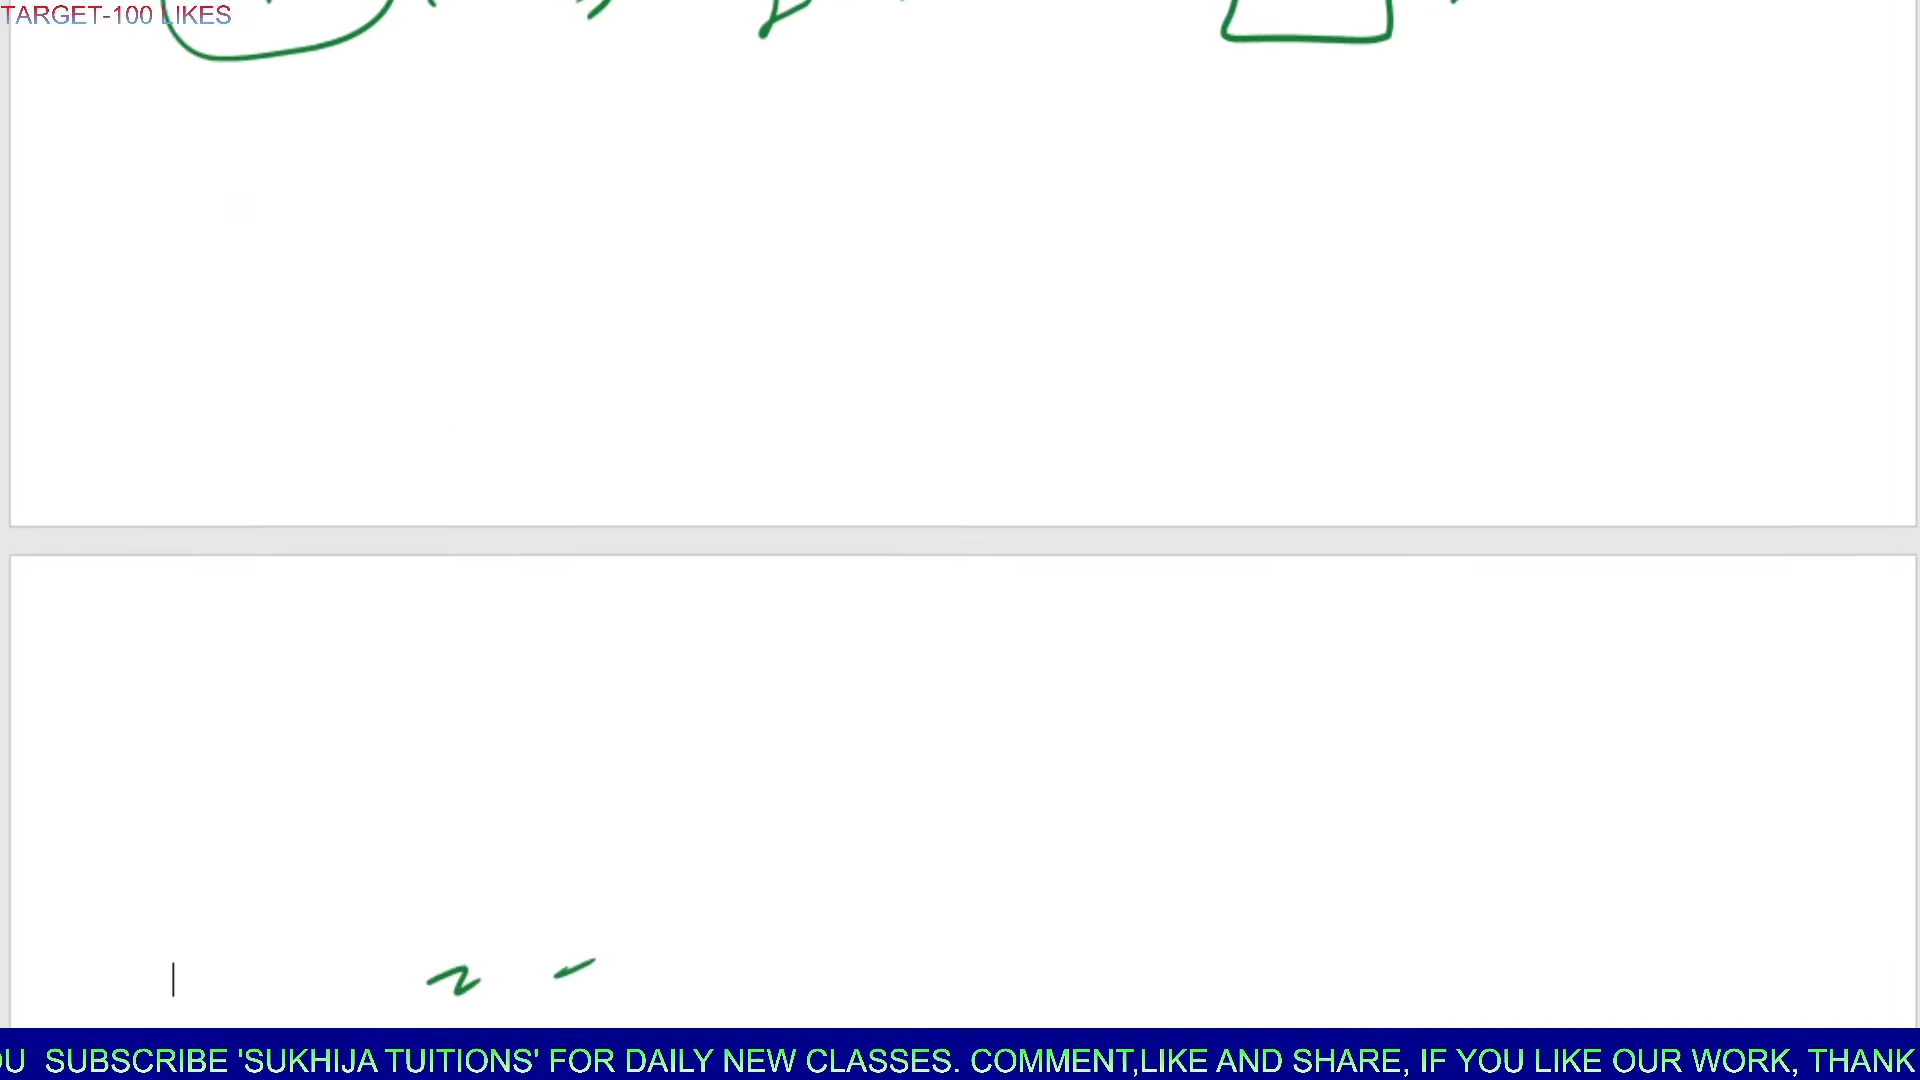 TARGET-100 LIKES
OU SUBSCRIBE 'SUKHIJA TUITIONS' FOR DAILY NEW CLASSES. COMMENT,LIKE AND SHARE, IF YOU LIKE OUR WORK, THANK